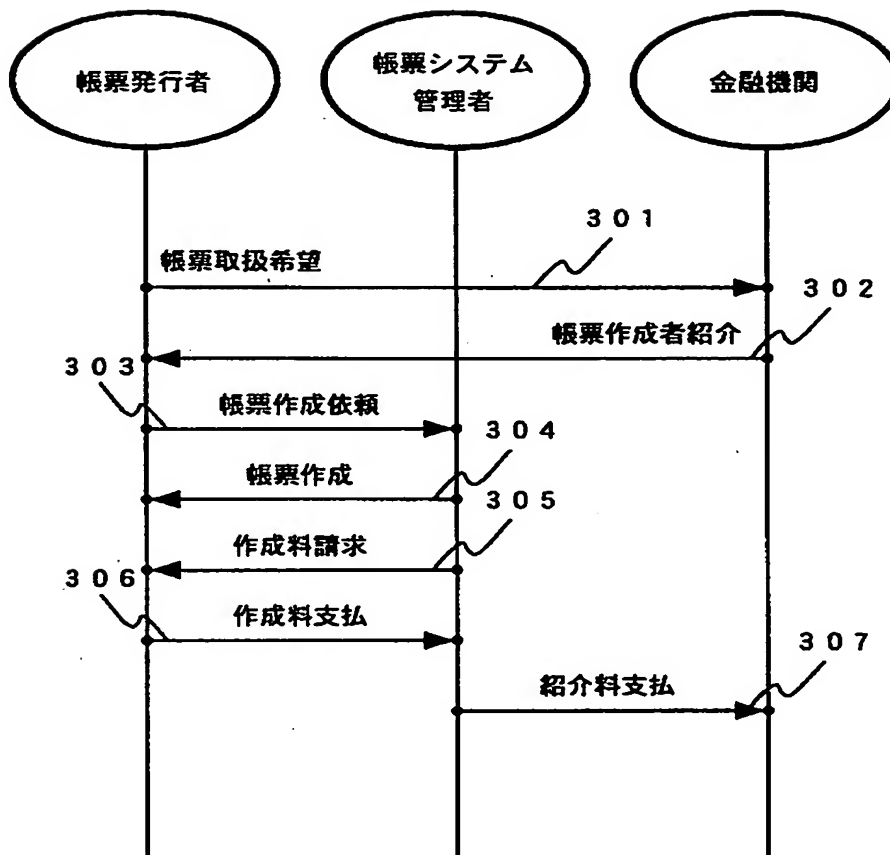 帳票発行者
帳票システム
管理者
金融機関
301
帳票取扱希望
302
帳票作成者紹介
303
帳票作成依頼
304
帳票作成
305
作成料請求
306
作成料支払
307
紹介料支払